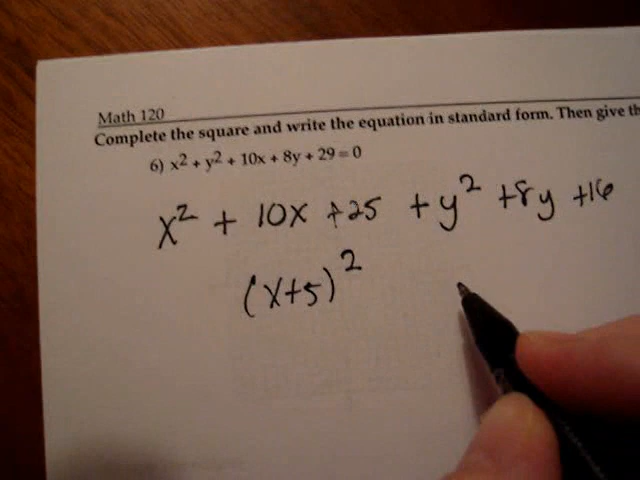 Math 120
Complete the square and write the equation in standard form. Then give th
6) x² + y² + 10x + 8y + 29 = 0
x² + 10x + 25 + y² + 8y + 16
(x+5)²